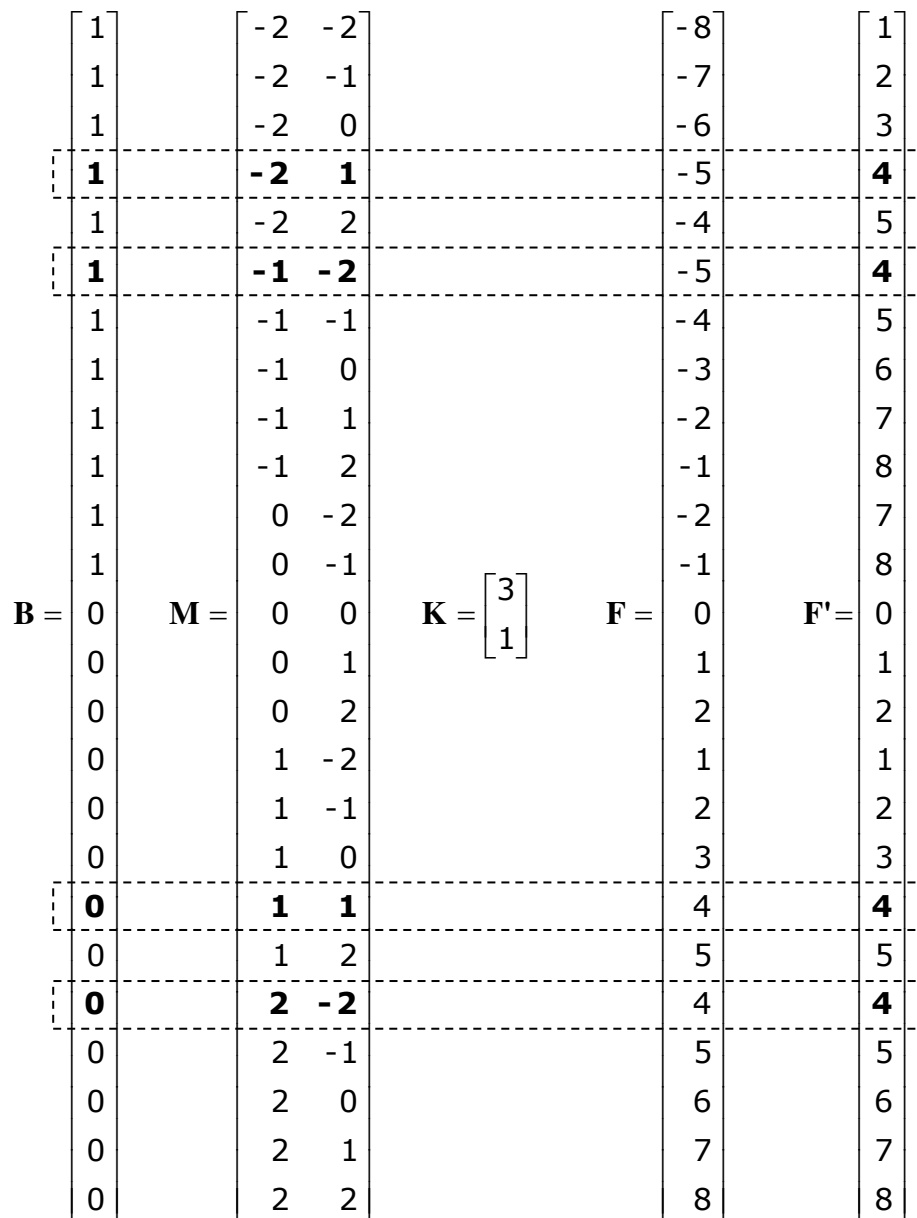 1 -2 -2 -8 1
1 -2 -1 -7 2
1 -2 0 -6 3
1 -2 1 -5 4
1 -2 2 -4 5
1 -1 -2 -5 4
1 -1 -1 -4 5
1 -1 0 -3 6
1 -1 1 -2 7
1 -1 2 -1 8
1 0 -2 -2 7
1 0 -1 -1 8
B = 0 M = 0 0 K = [3 1] F = 0 F' = 0
0 0 1 1 1
0 0 2 2 2
0 1 -2 1 1
0 1 -1 2 2
0 1 0 3 3
0 1 1 4 4
0 1 2 5 5
0 2 -2 4 4
0 2 -1 5 5
0 2 0 6 6
0 2 1 7 7
0 2 2 8 8